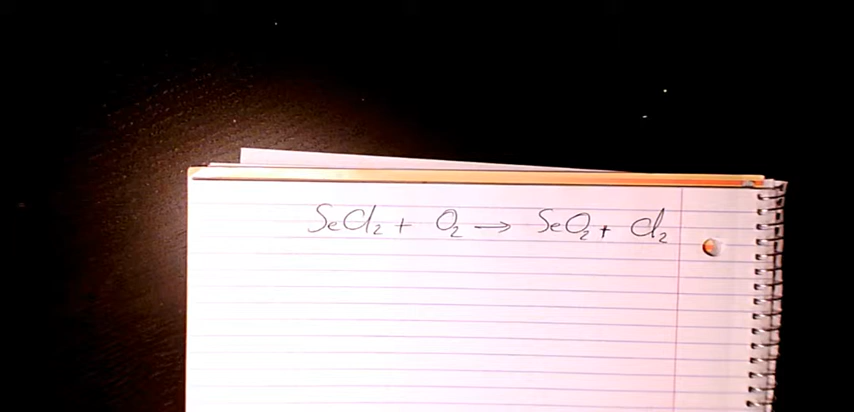 SeCl₂ + O₂ → SeO₂ + Cl₂